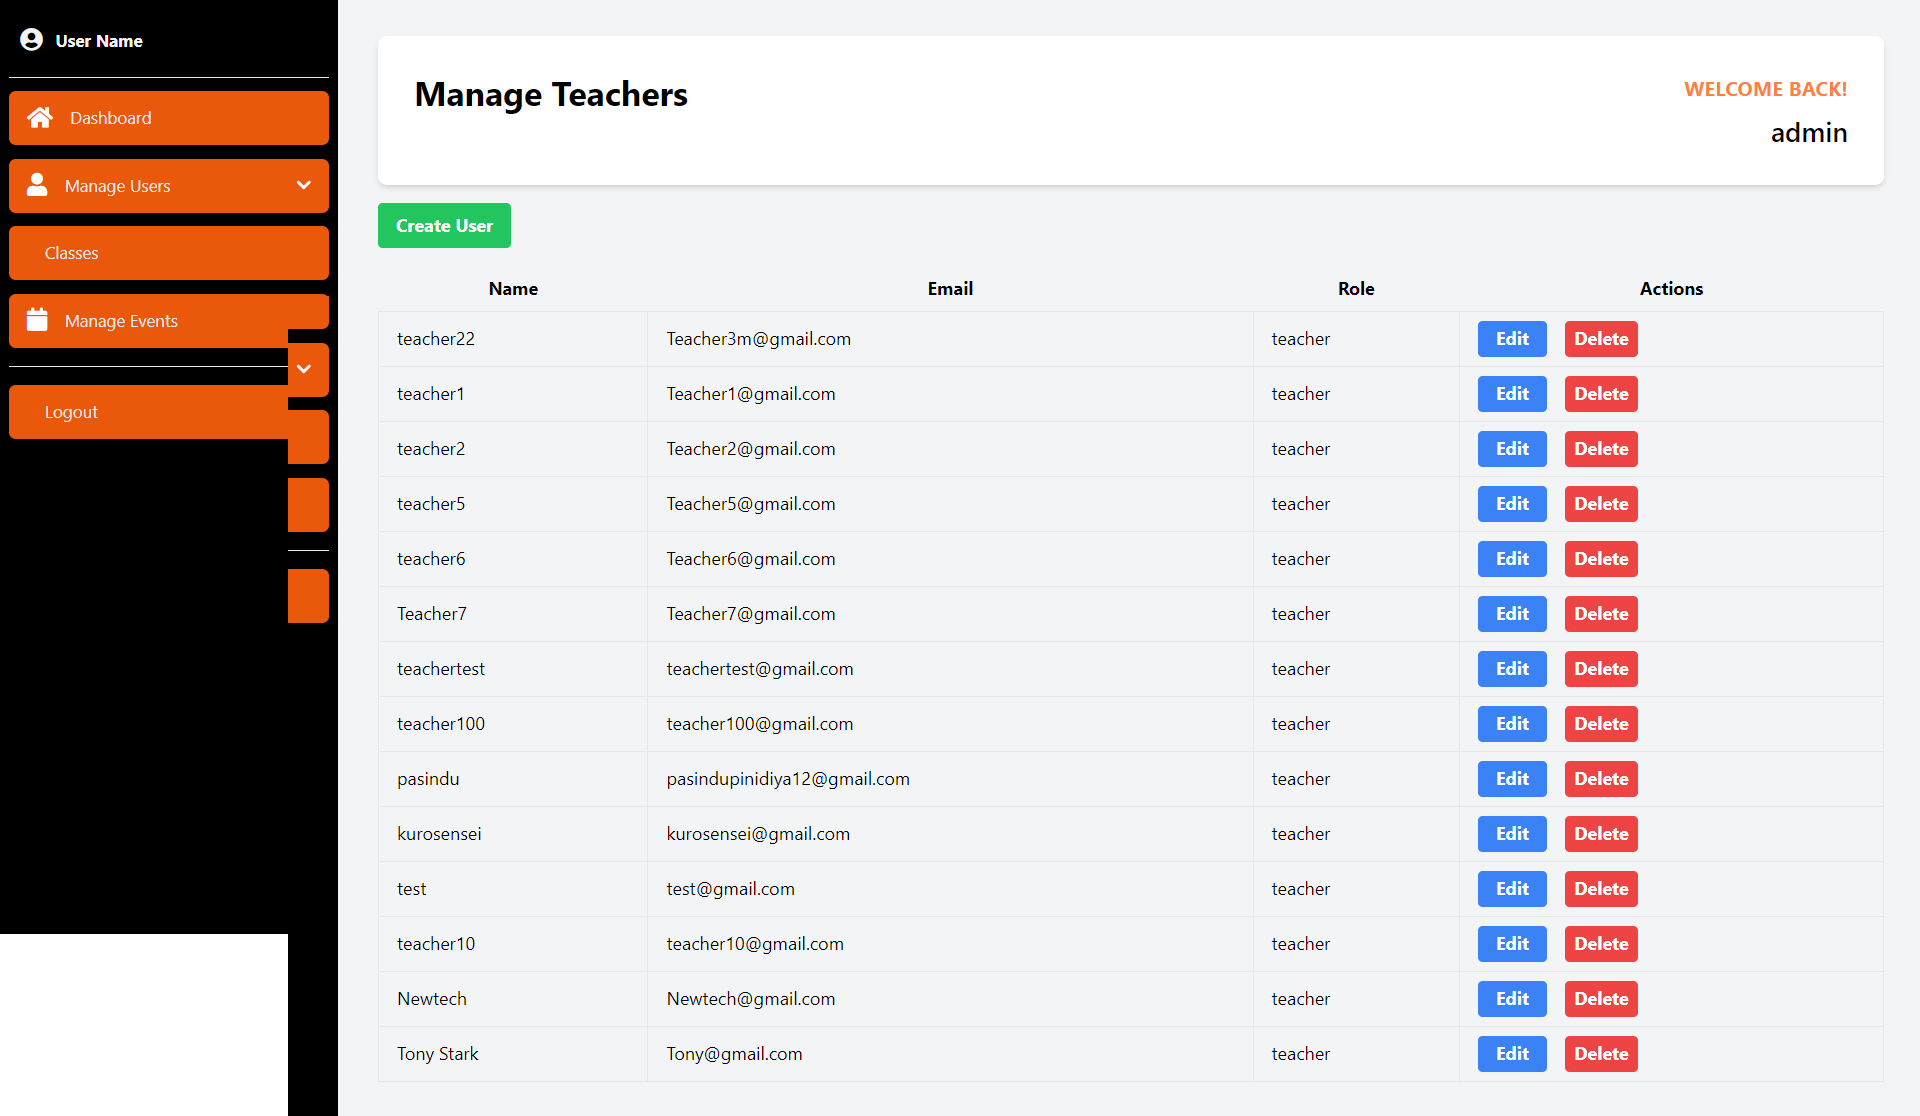 User Name
Dashboard
Manage Users
Classes
Manage Events
Logout
Manage Teachers
WELCOME BACK!
admin
Create User
Name Email Role Actions
teacher22 Teacher3m@gmail.com teacher Edit Delete
teacher1 Teacher1@gmail.com teacher Edit Delete
teacher2 Teacher2@gmail.com teacher Edit Delete
teacher5 Teacher5@gmail.com teacher Edit Delete
teacher6 Teacher6@gmail.com teacher Edit Delete
Teacher7 Teacher7@gmail.com teacher Edit Delete
teachertest teachertest@gmail.com teacher Edit Delete
teacher100 teacher100@gmail.com teacher Edit Delete
pasindu pasindupinidiya12@gmail.com teacher Edit Delete
kurosensei kurosensei@gmail.com teacher Edit Delete
test test@gmail.com teacher Edit Delete
teacher10 teacher10@gmail.com teacher Edit Delete
Newtech Newtech@gmail.com teacher Edit Delete
Tony Stark Tony@gmail.com teacher Edit Delete